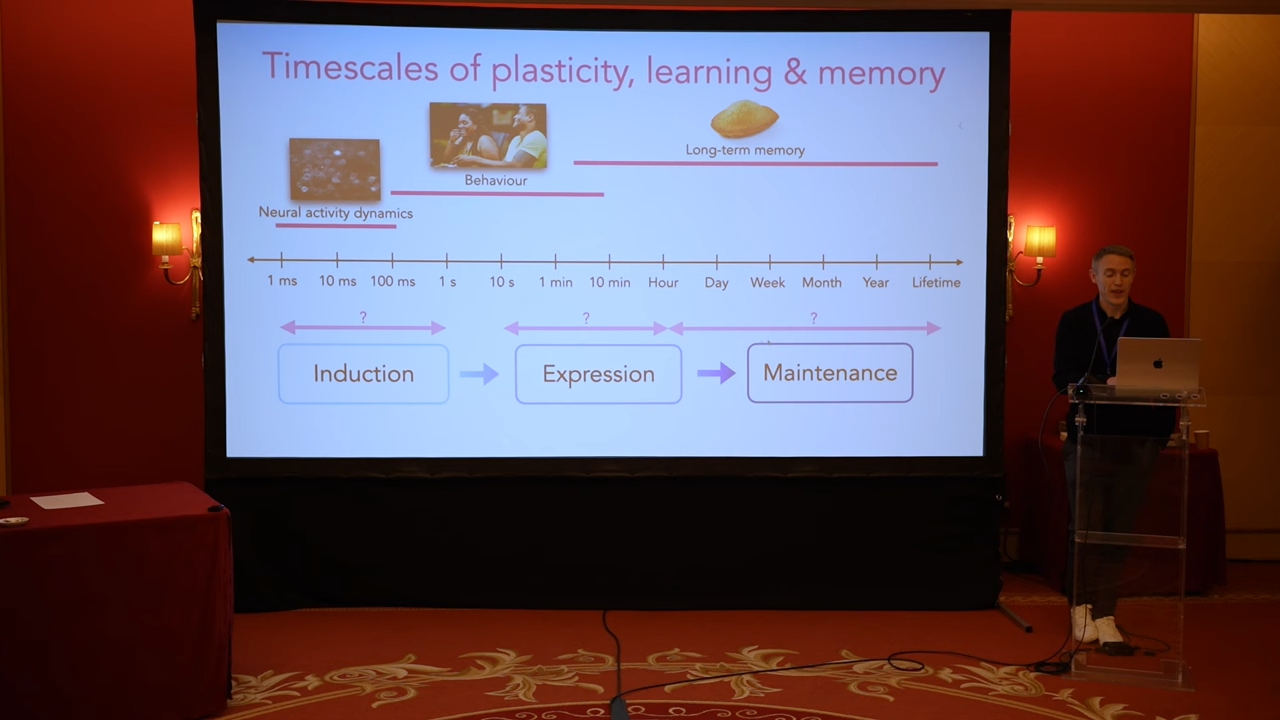 Timescales of plasticity, learning & memory
Long-term memory
Behaviour
Neural activity dynamics
1 ms 10 ms 100 ms 1 s 10 s 1 min 10 min Hour Day Week Month Year Lifetime
? ? ?
Induction Expression Maintenance